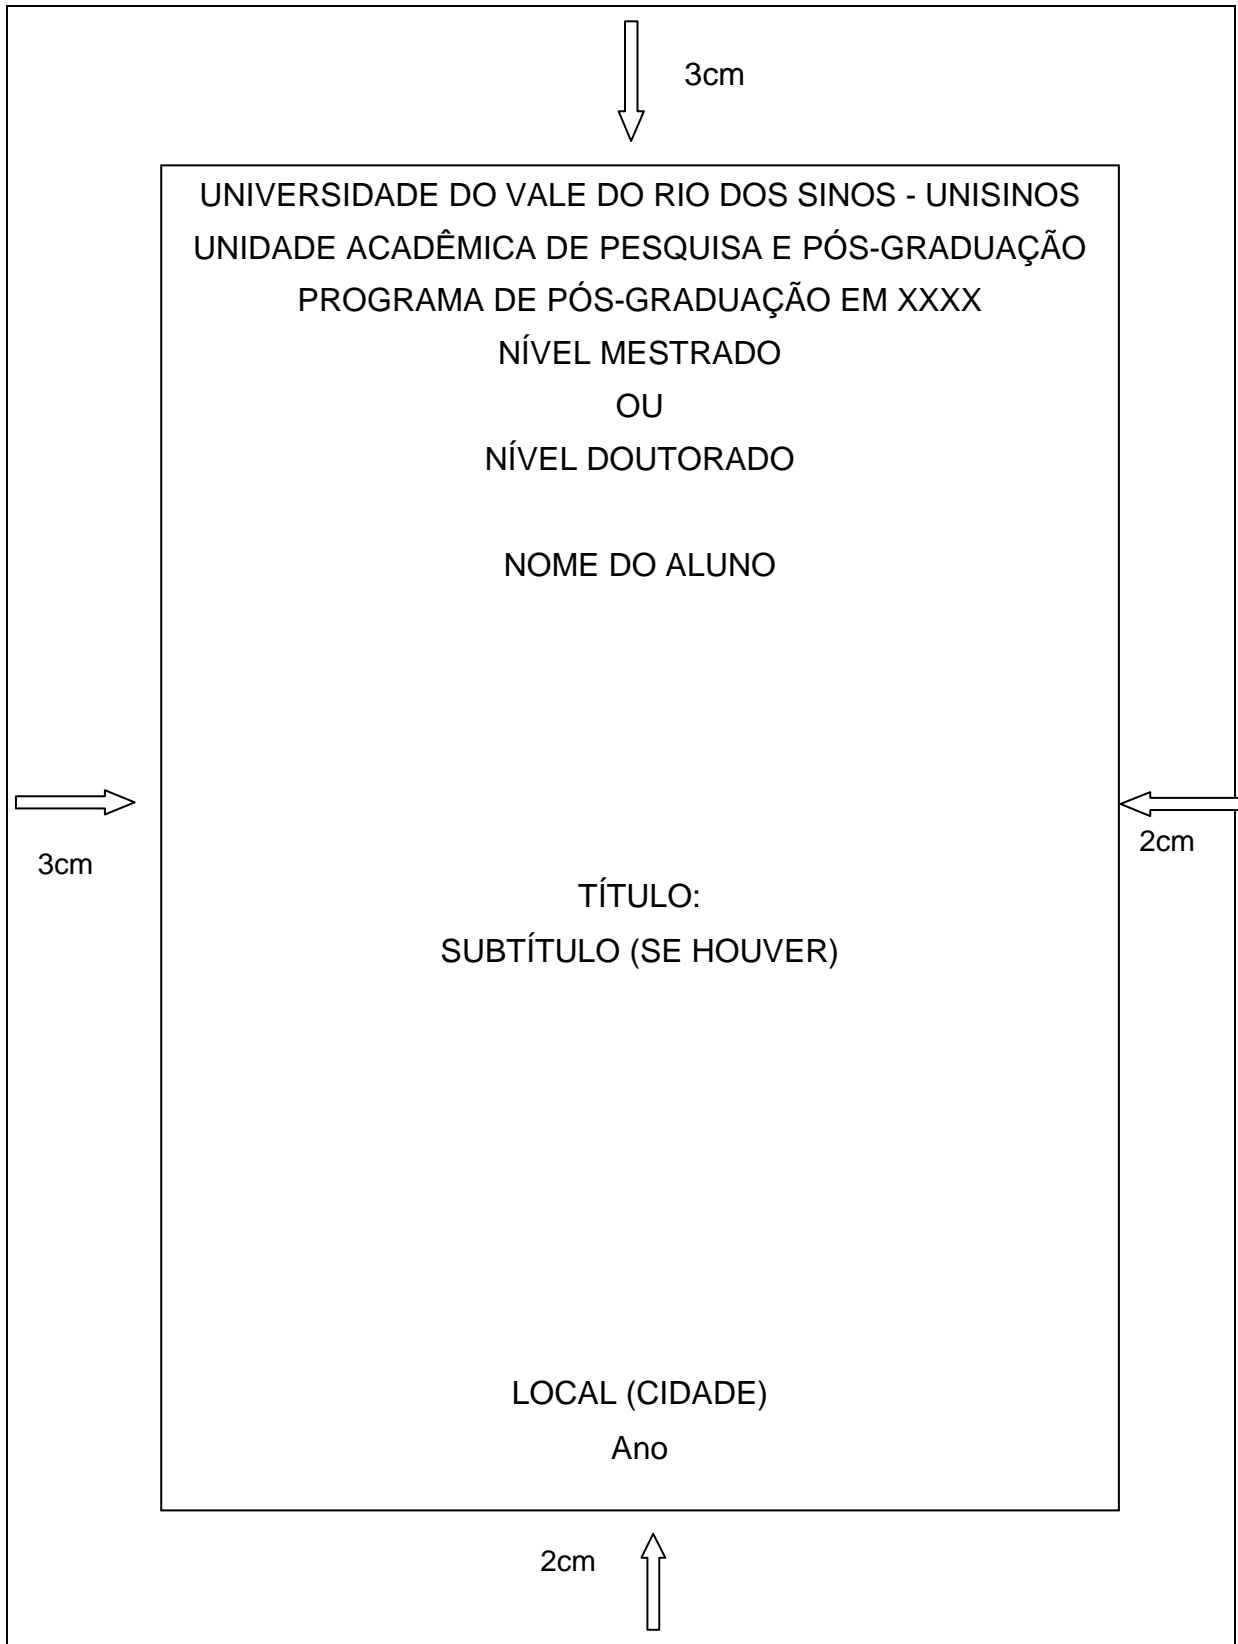 3cm
UNIVERSIDADE DO VALE DO RIO DOS SINOS - UNISINOS
UNIDADE ACADÊMICA DE PESQUISA E PÓS-GRADUAÇÃO
PROGRAMA DE PÓS-GRADUAÇÃO EM XXXX
NÍVEL MESTRADO
OU
NÍVEL DOUTORADO
NOME DO ALUNO
2cm
3cm
TÍTULO:
SUBTÍTULO (SE HOUVER)
LOCAL (CIDADE)
Ano
2cm